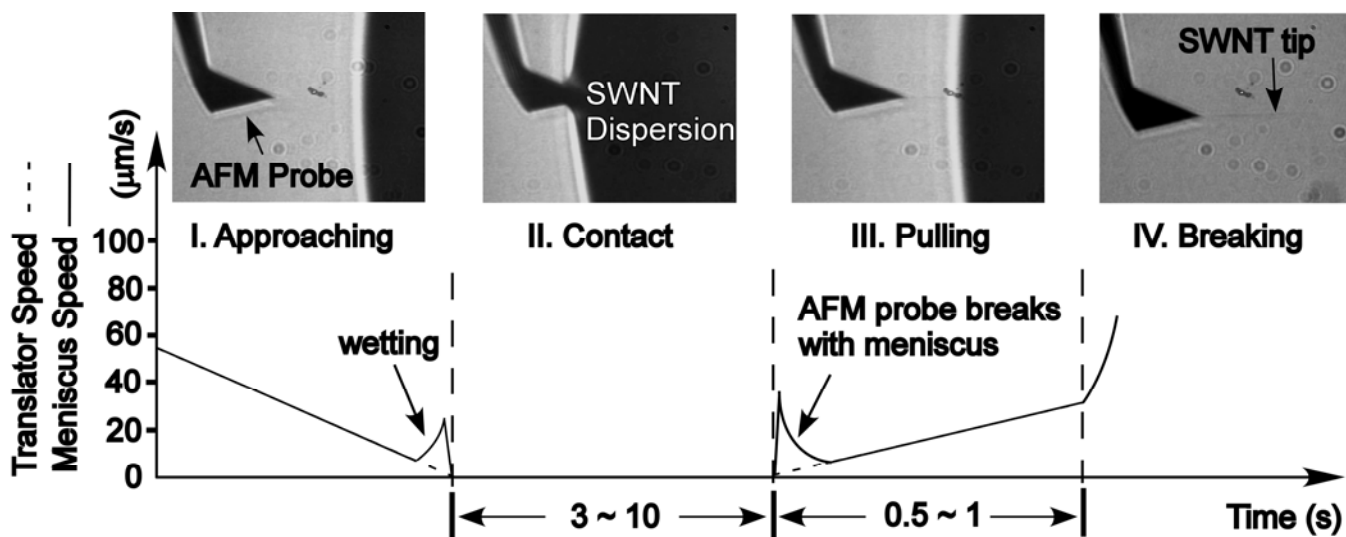 AFM Probe
SWNT
Dispersion
SWNT tip
I. Approaching
II. Contact
III. Pulling
IV. Breaking
Translator Speed
Meniscus Speed
(μm/s)
100
80
60
40
20
0
wetting
AFM probe breaks
with meniscus
3 ~ 10
0.5 ~ 1
Time (s)